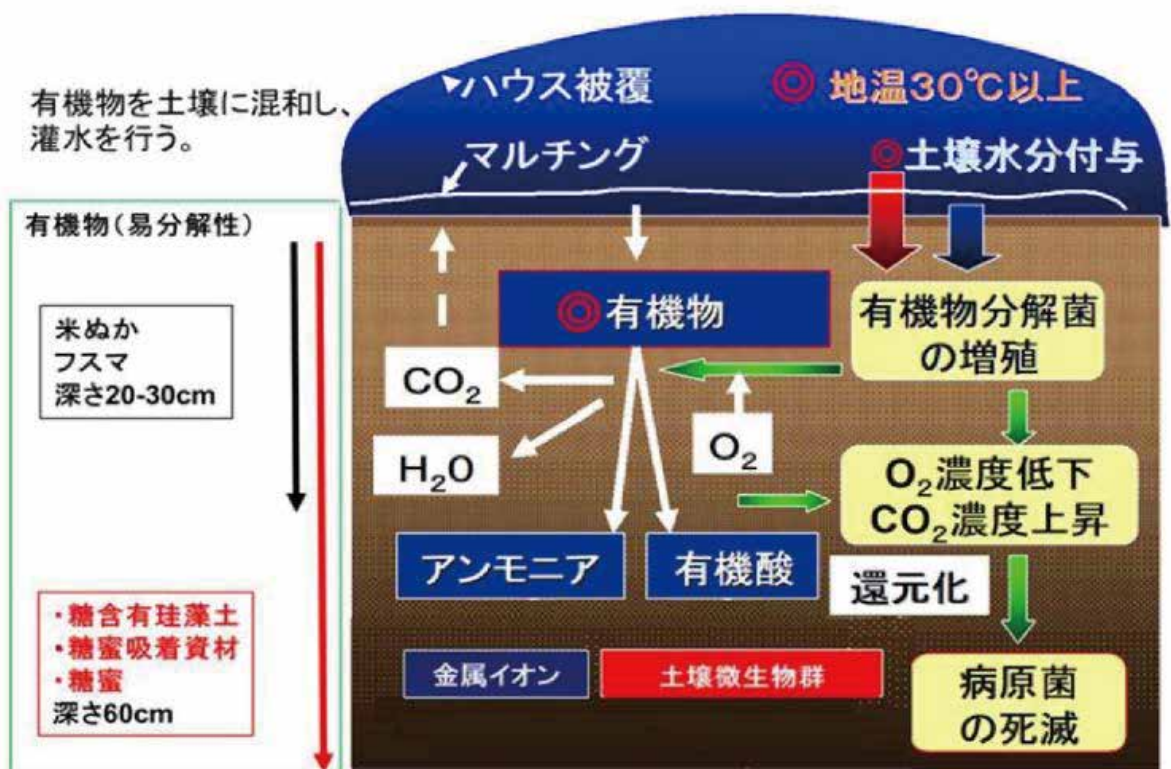 有機物を土壌に混和し、
灌水を行う。
ハウス被覆
◎ 地温30℃以上
マルチング
◎土壌水分付与
有機物(易分解性)
米ぬか
フスマ
深さ20-30cm
・糖含有珪藻土
・糖蜜吸着資材
・糖蜜
深さ60cm
◎有機物
有機物分解菌
の増殖
CO₂
O₂
H₂0
O₂濃度低下
CO₂濃度上昇
アンモニア
有機酸
還元化
金属イオン
土壌微生物群
病原菌
の死滅